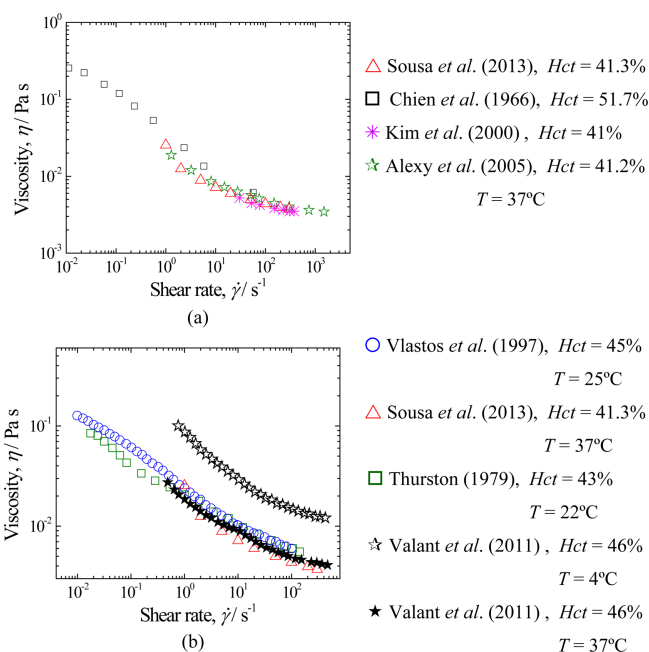 10⁰
10⁻¹
10⁻²
10⁻³
Viscosity, η/ Pa s
10⁻² 10⁻¹ 10⁰ 10¹ 10² 10³
Shear rate, γ̇/ s⁻¹
(a)
Sousa et al. (2013), Hct = 41.3%
Chien et al. (1966), Hct = 51.7%
Kim et al. (2000) , Hct = 41%
Alexy et al. (2005), Hct = 41.2%
T = 37ºC
10⁻¹
10⁻²
Viscosity, η/ Pa s
10⁻² 10⁻¹ 10⁰ 10¹ 10²
Shear rate, γ̇/ s⁻¹
(b)
Vlastos et al. (1997), Hct = 45%
T = 25ºC
Sousa et al. (2013), Hct = 41.3%
T = 37ºC
Thurston (1979), Hct = 43%
T = 22ºC
Valant et al. (2011) , Hct = 46%
T = 4ºC
Valant et al. (2011) , Hct = 46%
T = 37ºC